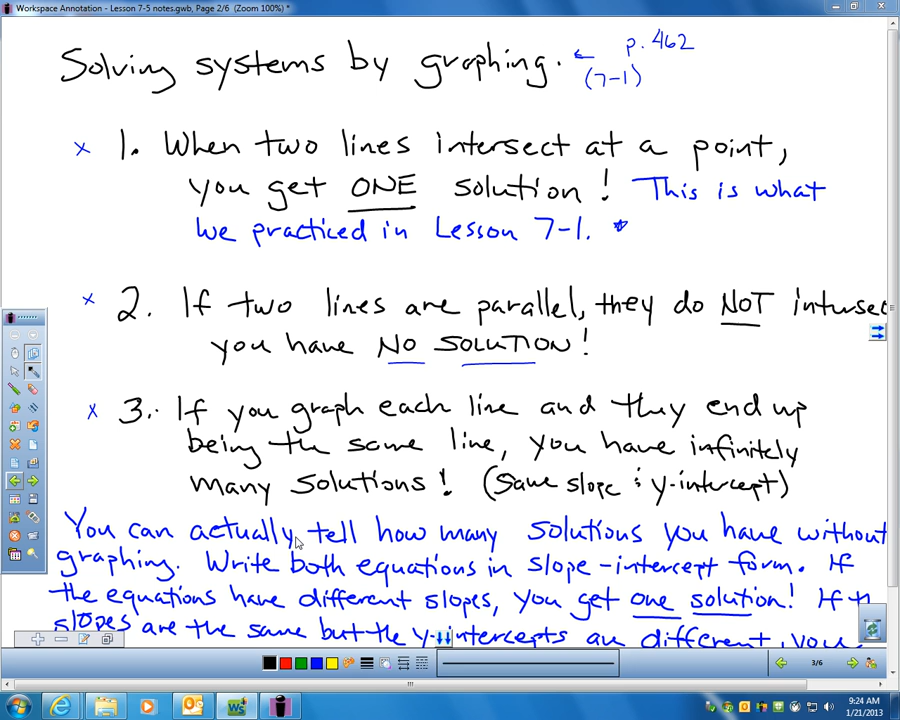 Workspace Annotation - Lesson 7-5 notes.gwb, Page 2/6 (Zoom 100%) *
Solving systems by graphing. ← p. 462
(7-1)
x 1. When two lines intersect at a point,
you get ONE solution! This is what
we practiced in Lesson 7-1. *
x 2. If two lines are parallel, they do NOT intersec
you have NO SOLUTION!
x 3. If you graph each line and they end up
being the same line, you have infinitely
many solutions! (same slope & y-intercept)
You can actually tell how many solutions you have without
graphing. Write both equations in slope-intercept form. If
the equations have different slopes, you get one solution! If th
slopes are the same but the y-intercepts are different, you
3/6
9:24 AM
1/21/2013